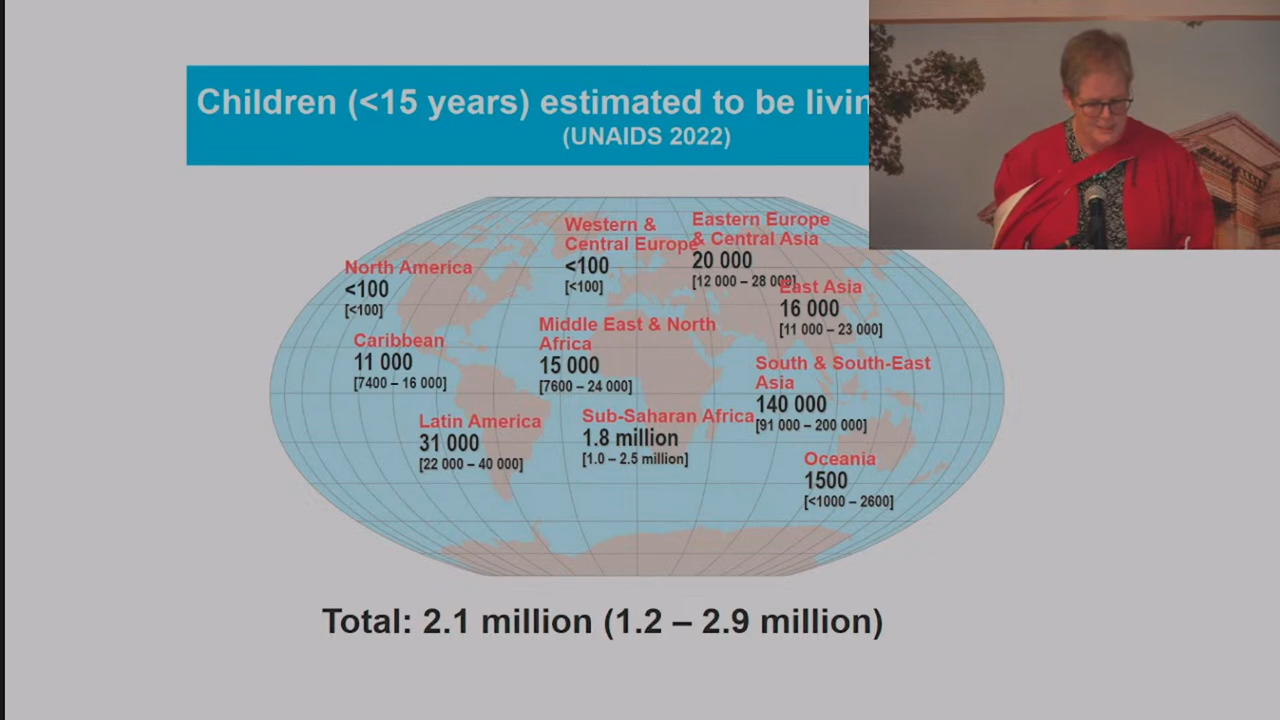 Children (<15 years) estimated to be livin
(UNAIDS 2022)
Western &
Central Europe
<100
[<100]
Eastern Europe
& Central Asia
20 000
[12 000 – 28 000]
North America
<100
[<100]
East Asia
16 000
[11 000 – 23 000]
Caribbean
11 000
[7400 – 16 000]
Middle East & North
Africa
15 000
[7600 – 24 000]
South & South-East
Asia
140 000
[91 000 – 200 000]
Latin America
31 000
[22 000 – 40 000]
Sub-Saharan Africa
1.8 million
[1.0 – 2.5 million]
Oceania
1500
[<1000 – 2600]
Total: 2.1 million (1.2 – 2.9 million)